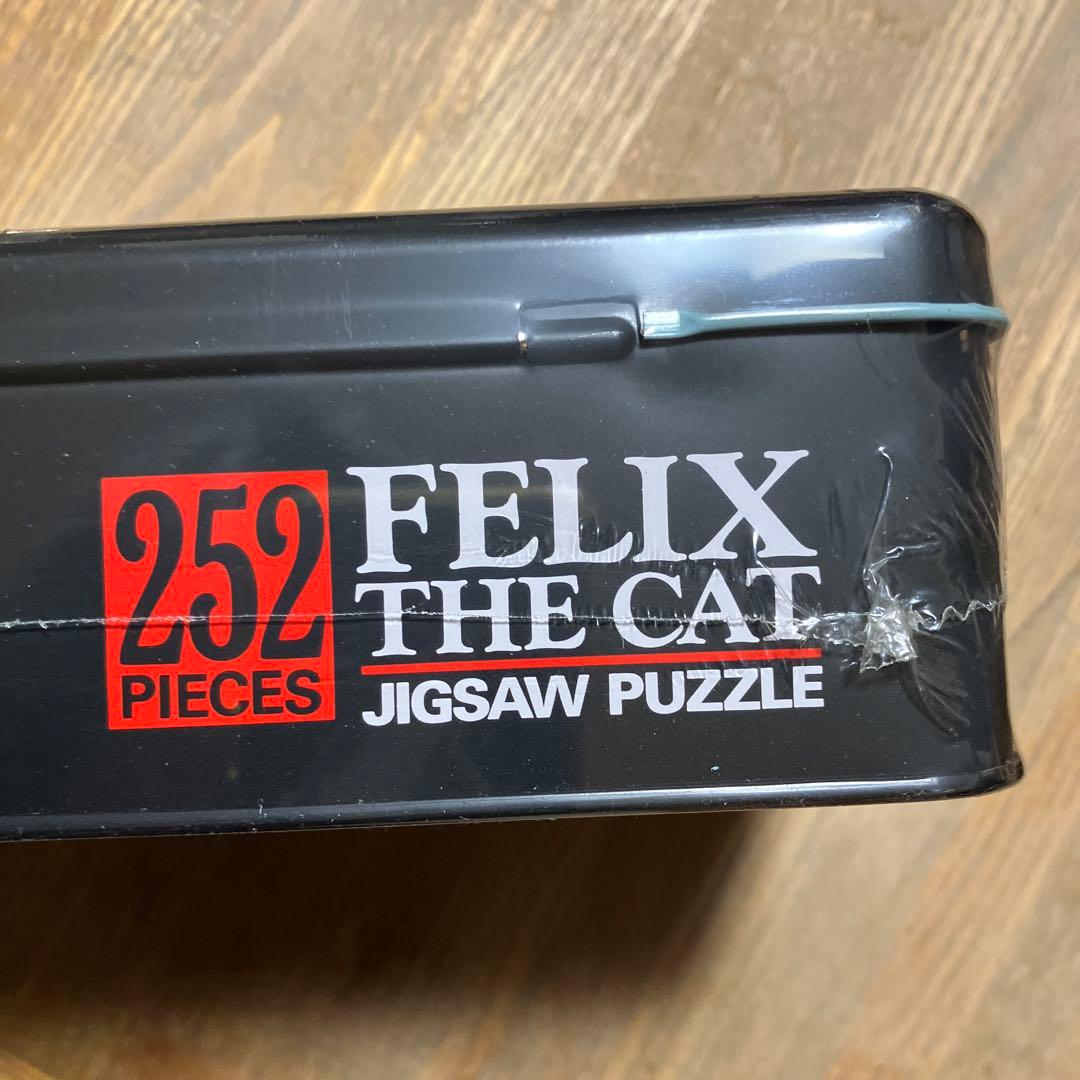 252
PIECES
FELIX
THE CAT
JIGSAW PUZZLE